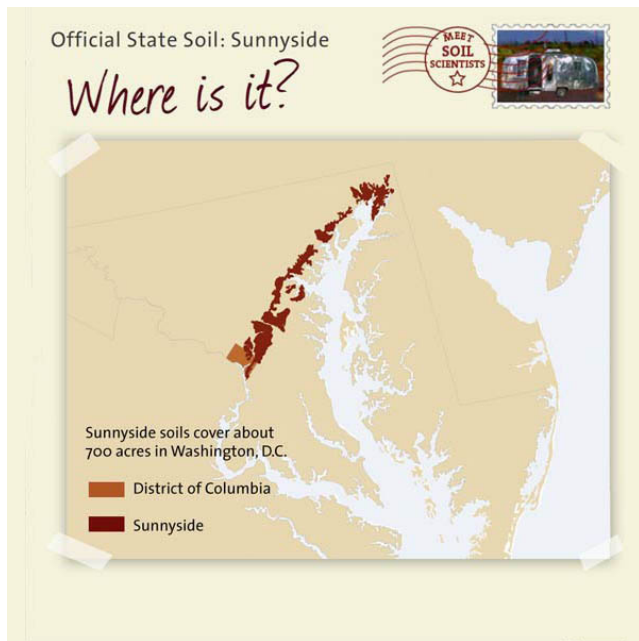 Official State Soil: Sunnyside
Where is it?
MEET
SOIL
SCIENTISTS
Sunnyside soils cover about
700 acres in Washington, D.C.
District of Columbia
Sunnyside